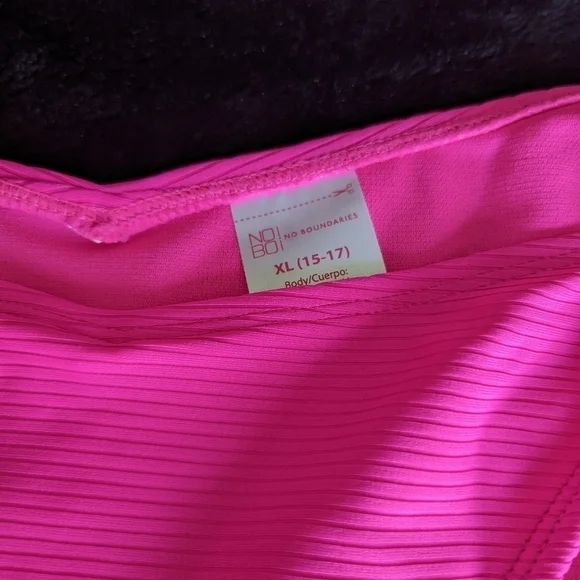 NO
BO
NO BOUNDARIES
XL (15-17)
Body/Cuerpo: